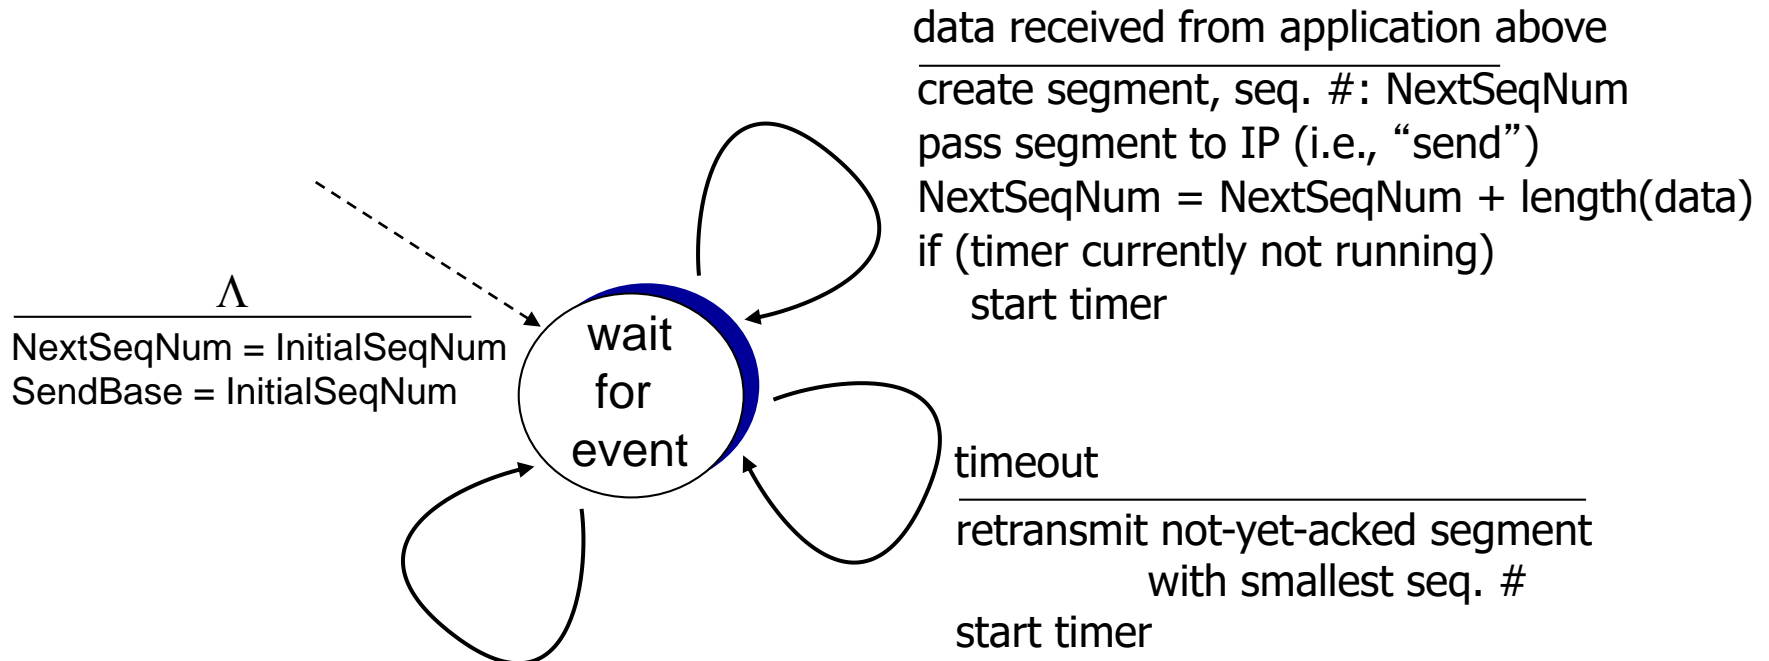 data received from application above
create segment, seq. #: NextSeqNum
pass segment to IP (i.e., “send”)
NextSeqNum = NextSeqNum + length(data)
if (timer currently not running)
start timer
Λ
NextSeqNum = InitialSeqNum
SendBase = InitialSeqNum
wait
for
event
timeout
retransmit not-yet-acked segment
with smallest seq. #
start timer